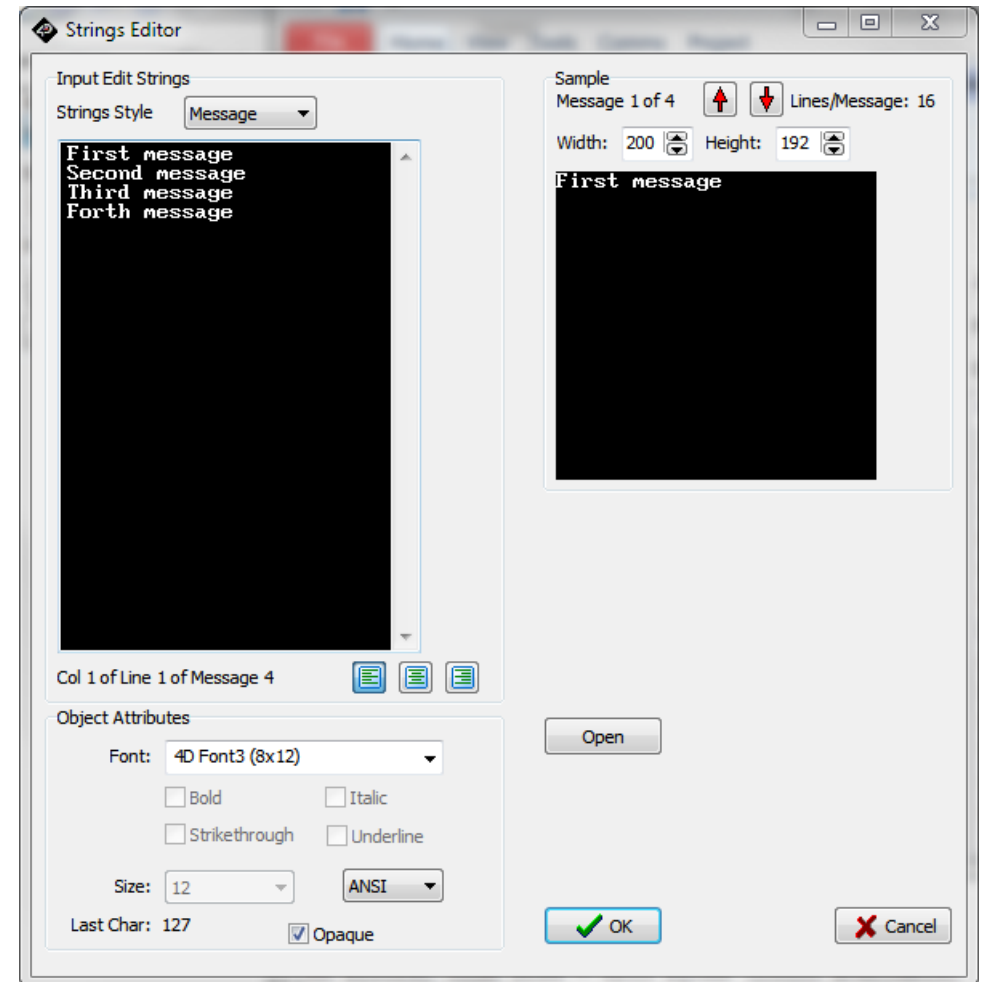 Strings Editor
Input Edit Strings
Strings Style Message
First message
Second message
Third message
Forth message
Col 1 of Line 1 of Message 4
Sample
Message 1 of 4 Lines/Message: 16
Width: 200 Height: 192
First message
Object Attributes
Font: 4D Font3 (8x12)
Bold Italic
Strikethrough Underline
Size: 12 ANSI
Last Char: 127 Opaque
Open
OK Cancel